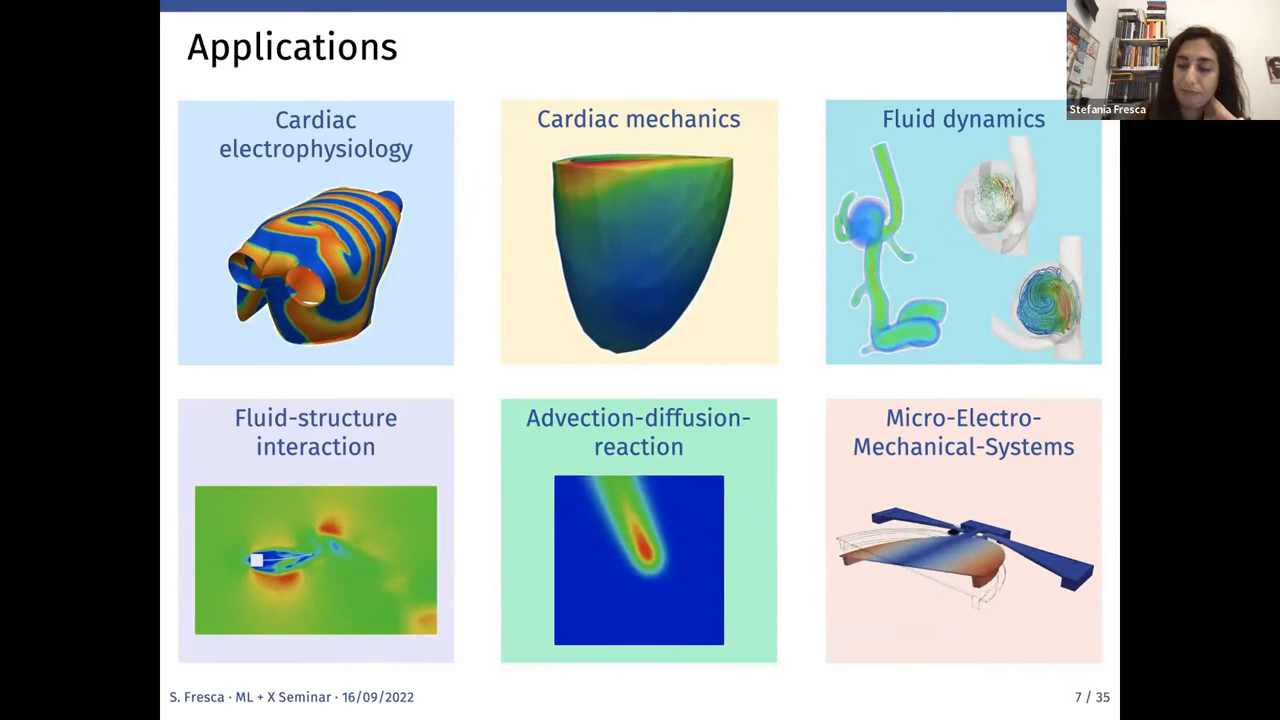 Applications
Stefania Fresca
Cardiac
electrophysiology
Cardiac mechanics
Fluid dynamics
Fluid-structure
interaction
Advection-diffusion-
reaction
Micro-Electro-
Mechanical-Systems
S. Fresca · ML + X Seminar · 16/09/2022
7 / 35